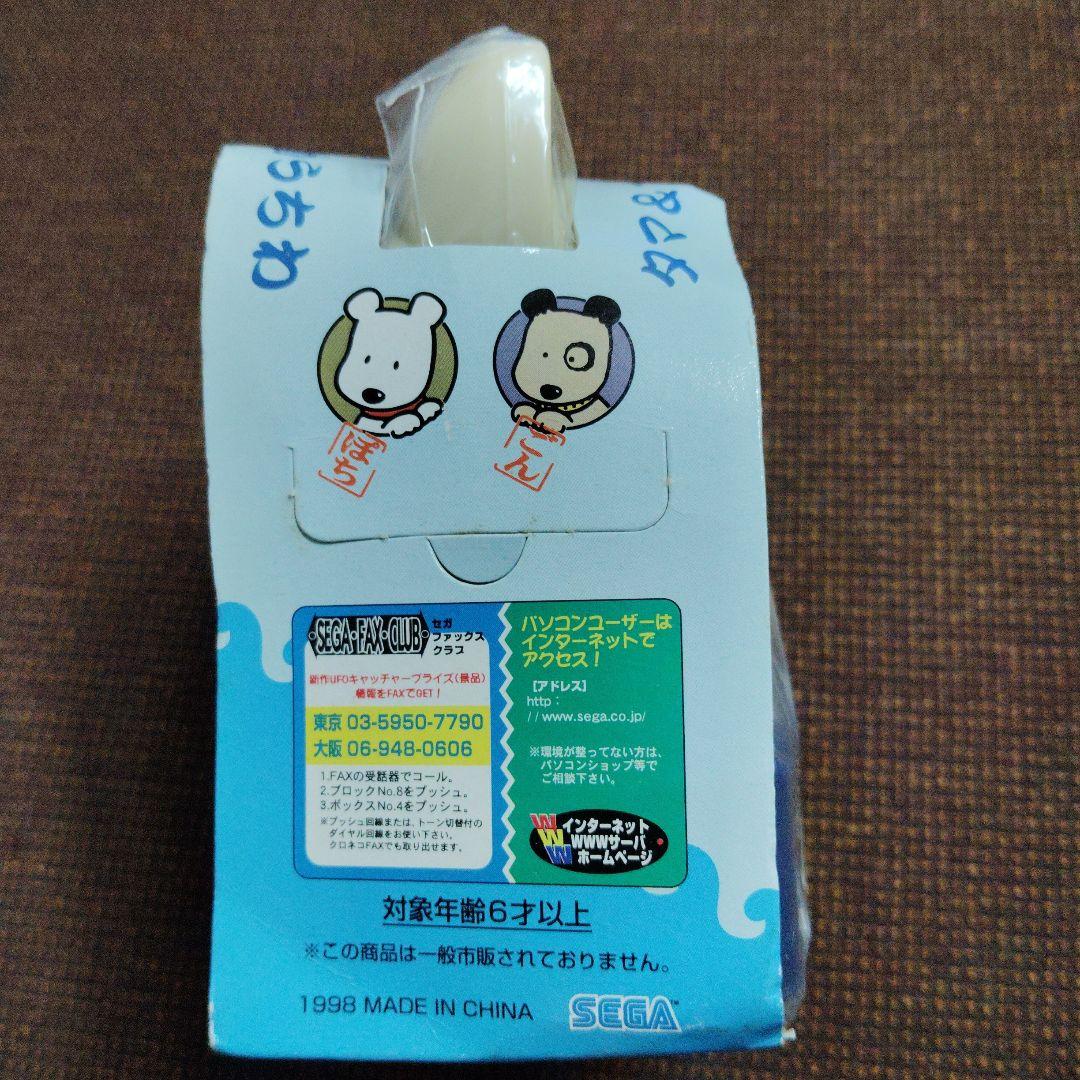 らちわ
タマ&
ぽち
ごん
・SEGA・FAX・CLUB・
セガ
ファックス
クラブ
新作UFOキャッチャープライズ(景品)
情報をFAXでGET!
東京 03-5950-7790
大阪 06-948-0606
1.FAXの受話器でコール。
2.ブロックNo.8をプッシュ。
3.ボックスNo.4をプッシュ。
※プッシュ回線または、トーン切替付の
ダイヤル回線をお使い下さい。
クロネコFAXでも取り出せます。
パソコンユーザーは
インターネットで
アクセス!
[アドレス]
http:
//www.sega.co.jp/
※環境が整ってない方は、
パソコンショップ等で
ご相談下さい。
WWW
インターネット
WWWサーバ
ホームページ
対象年齢6才以上
※この商品は一般市販されておりません。
1998 MADE IN CHINA
SEGA™